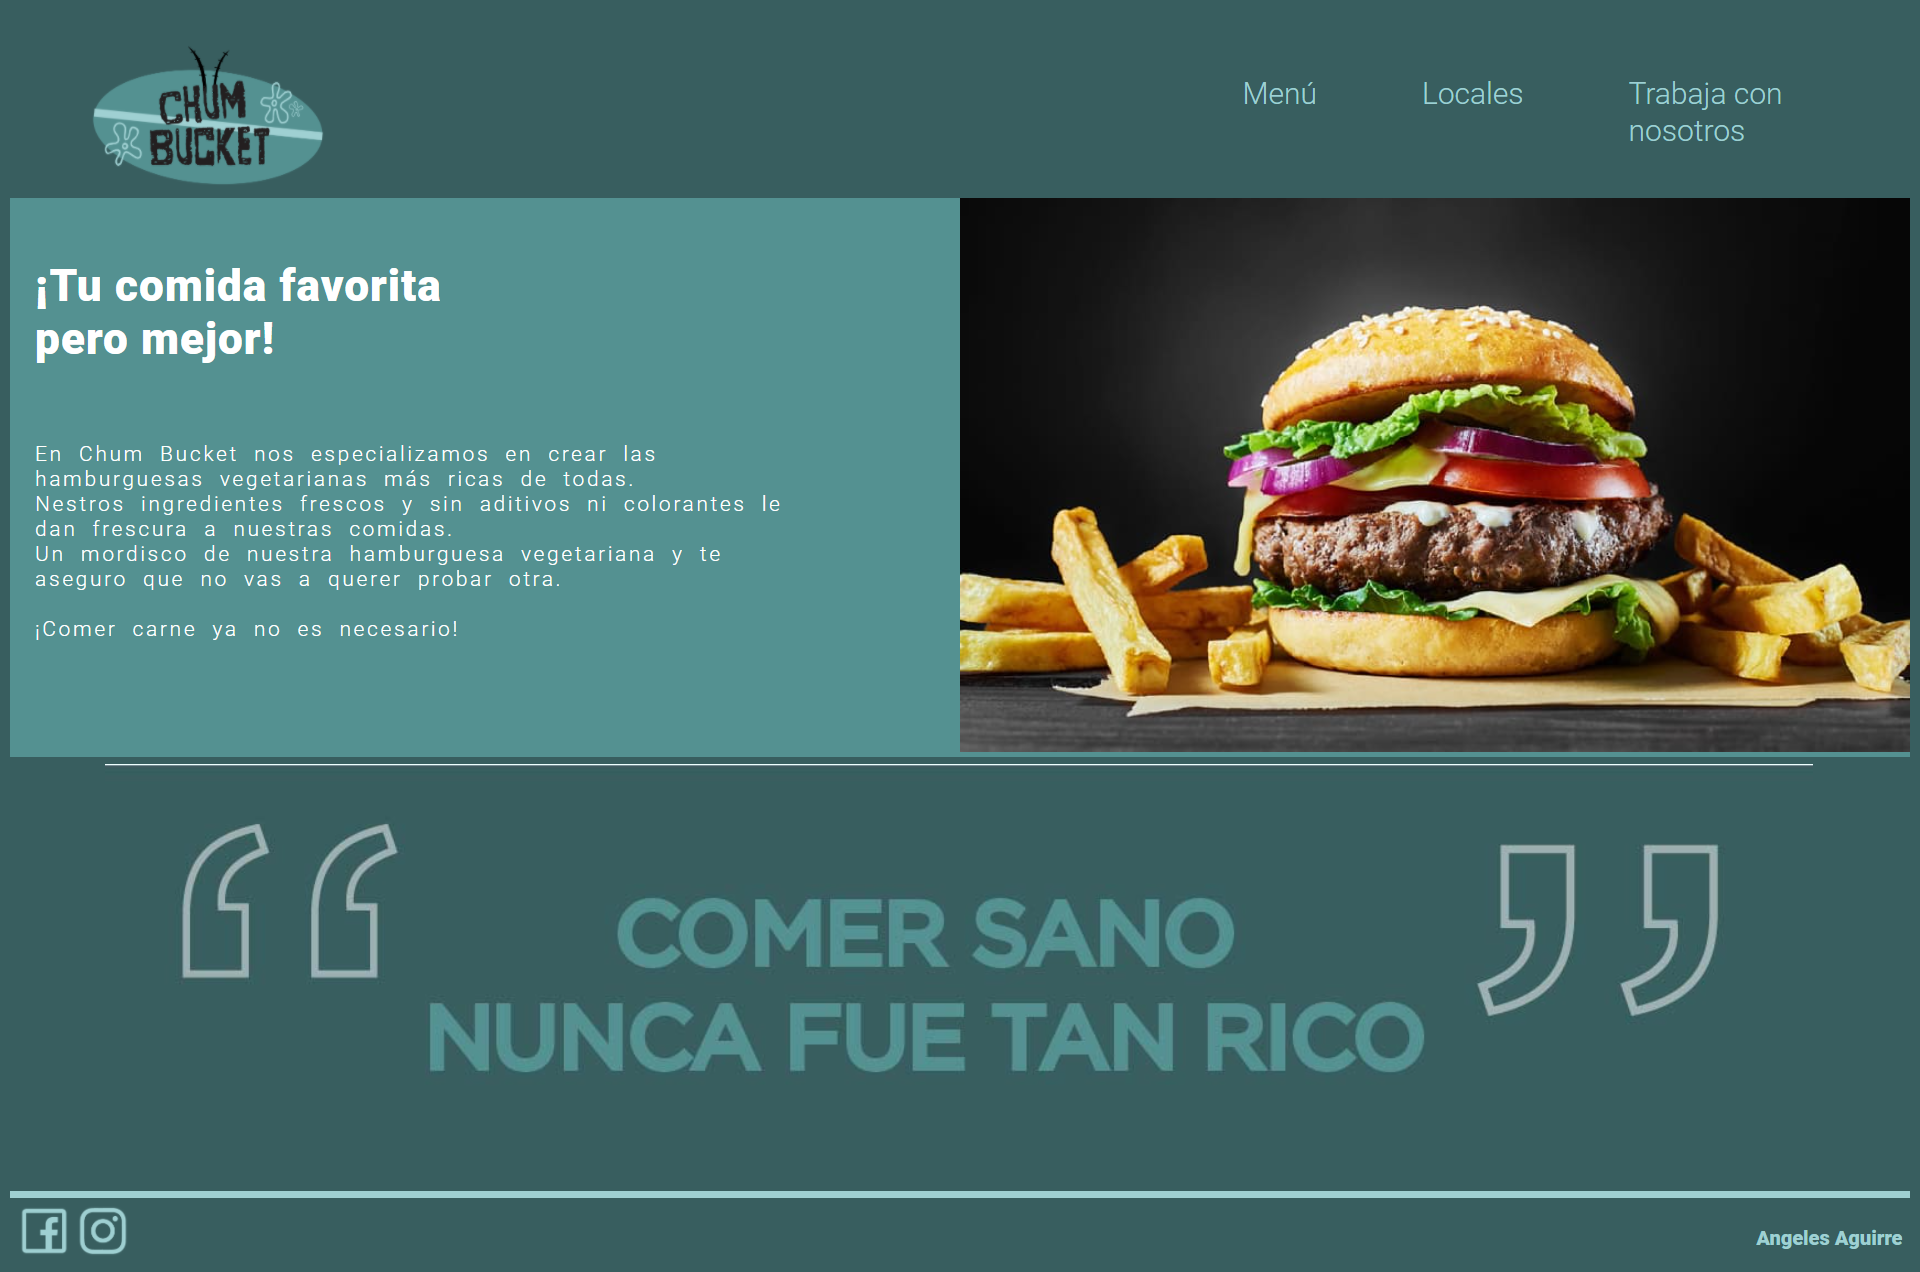 CHUM
BUCKET
Menú
Locales
Trabaja con
nosotros
¡Tu comida favorita
pero mejor!
En Chum Bucket nos especializamos en crear las
hamburguesas vegetarianas más ricas de todas.
Nestros ingredientes frescos y sin aditivos ni colorantes le
dan frescura a nuestras comidas.
Un mordisco de nuestra hamburguesa vegetariana y te
aseguro que no vas a querer probar otra.
¡Comer carne ya no es necesario!
“
COMER SANO
NUNCA FUE TAN RICO
”
Angeles Aguirre